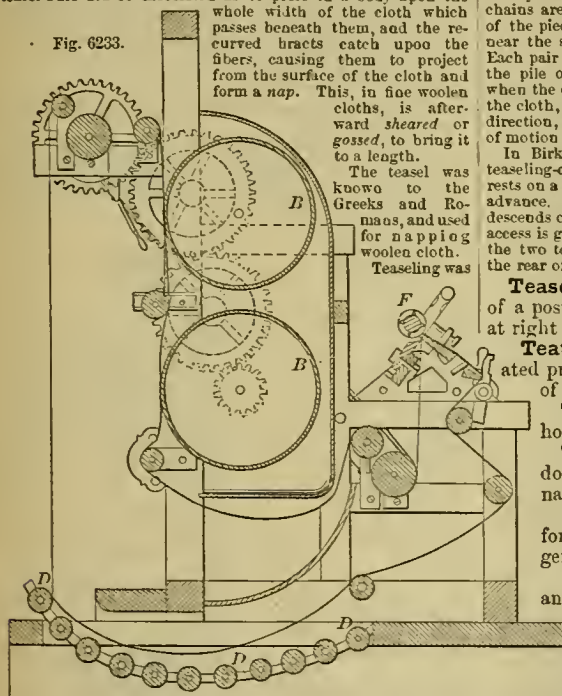 whole width of the cloth which
passes beneath them, and the re-
curved bracts catch upon the
fibers, causing them to project
from the surface of the cloth and
form a nap. This, in fine woolen
cloths, is after-
ward sheared or
gossed, to bring it
to a length.
The teasel was
known to the
Greeks and Ro-
mans, and used
for napping
woolen cloth.
Teaseling was
Fig. 6233.
B
B
F
D
D
D
chains are
of the piec
near the s
Each pair
the pile o
when the
the cloth,
direction,
of motion
In Birk
teaseling-c
rests on a
advance.
descends c
access is g
the two te
the rear o
Tease
of a pos
at right
Tea
ated pr
of
ho
do
na
for
ge
an